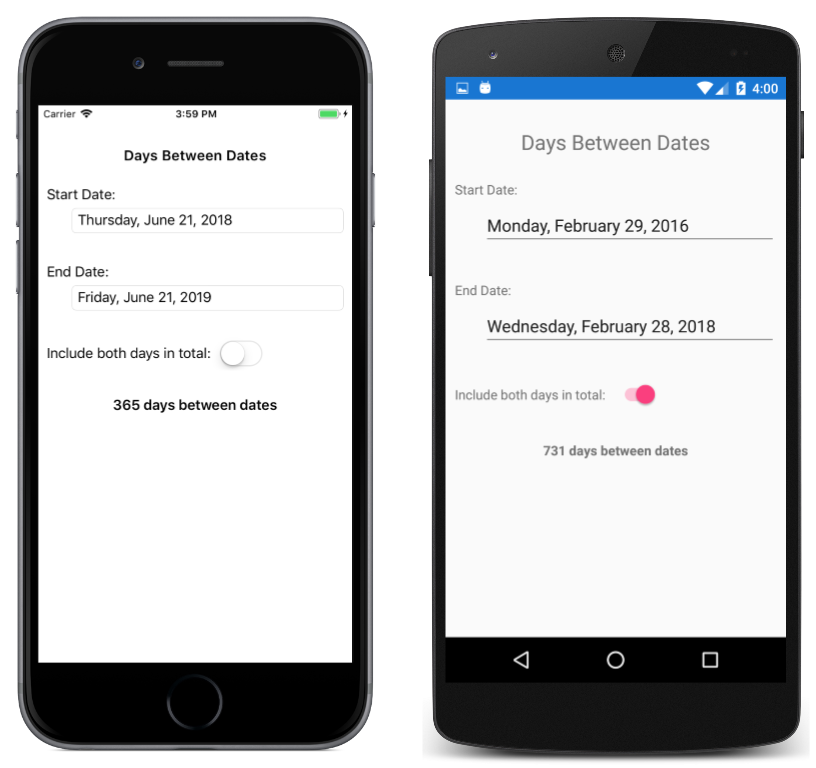 Carrier 3:59 PM
Days Between Dates
Start Date:
Thursday, June 21, 2018
End Date:
Friday, June 21, 2019
Include both days in total:
365 days between dates
4:00
Days Between Dates
Start Date:
Monday, February 29, 2016
End Date:
Wednesday, February 28, 2018
Include both days in total:
731 days between dates